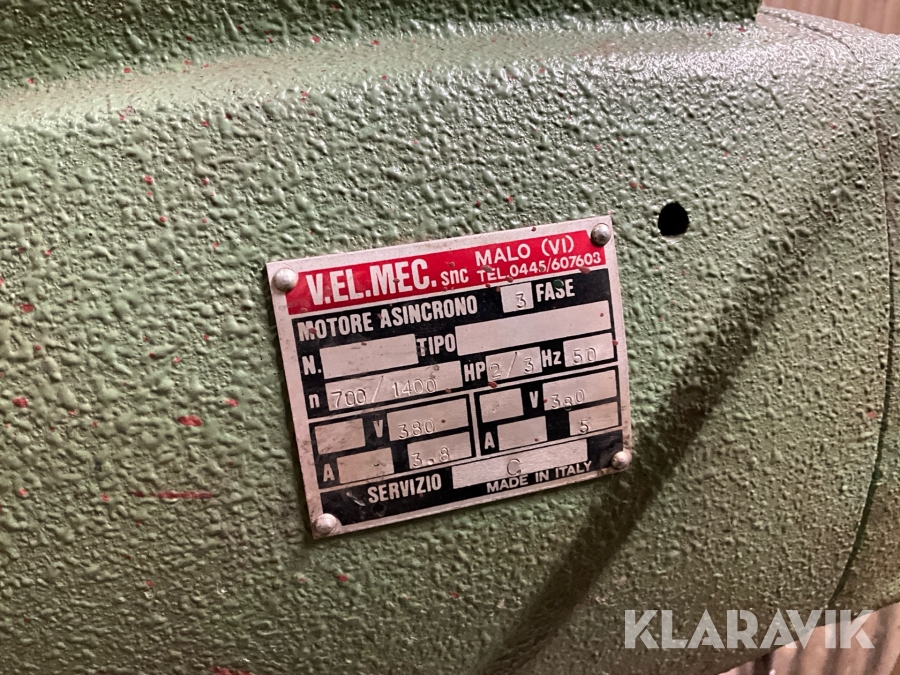 V.EL.MEC. snc MALO (VI)
TEL.0445/607603
MOTORE ASINCRONO 3 FASE
N. TIPO
n 700/1400 HP 2/3 Hz 50
V 380 V 380
A 3.8 A 5
SERVIZIO C
MADE IN ITALY
KLARAVIK